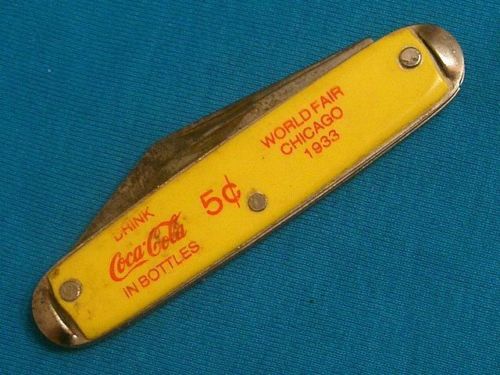 DRINK
Coca-Cola
IN BOTTLES
5¢
WORLD FAIR
CHICAGO
1933